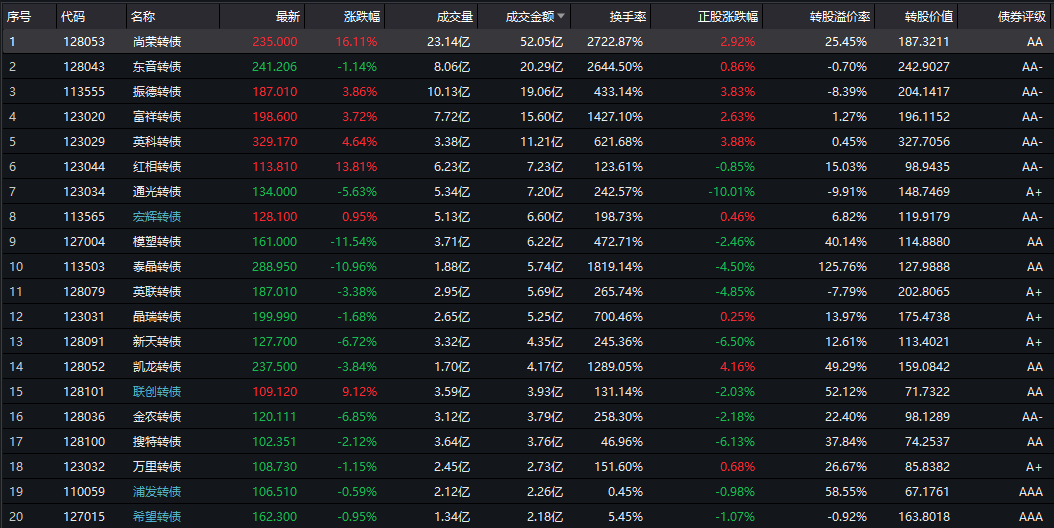 序号 代码 名称 最新 涨跌幅 成交量 成交金额 换手率 正股涨跌幅 转股溢价率 转股价值 债券评级
1 128053 尚荣转债 235.000 16.11% 23.14亿 52.05亿 2722.87% 2.92% 25.45% 187.3211 AA
2 128043 东音转债 241.206 -1.14% 8.06亿 20.29亿 2644.50% 0.86% -0.70% 242.9027 AA-
3 113555 振德转债 187.010 3.86% 10.13亿 19.06亿 433.14% 3.83% -8.39% 204.1417 AA-
4 123020 富祥转债 198.600 3.72% 7.72亿 15.60亿 1427.10% 2.63% 1.27% 196.1152 AA-
5 123029 英科转债 329.170 4.64% 3.38亿 11.21亿 621.68% 3.88% 0.45% 327.7056 AA-
6 123044 红相转债 113.810 13.81% 6.23亿 7.23亿 123.61% -0.85% 15.03% 98.9435 AA-
7 123034 通光转债 134.000 -5.63% 5.34亿 7.20亿 242.57% -10.01% -9.91% 148.7469 A+
8 113565 宏辉转债 128.100 0.95% 5.13亿 6.60亿 198.73% 0.46% 6.82% 119.9179 AA-
9 127004 模塑转债 161.000 -11.54% 3.71亿 6.22亿 472.71% -2.46% 40.14% 114.8880 AA
10 113503 泰晶转债 288.950 -10.96% 1.88亿 5.74亿 1819.14% -4.50% 125.76% 127.9888 AA-
11 128079 英联转债 187.010 -3.38% 2.95亿 5.69亿 265.74% -4.85% -7.79% 202.8065 A+
12 123031 晶瑞转债 199.990 -1.68% 2.65亿 5.25亿 700.46% 0.25% 13.97% 175.4738 A+
13 128091 新天转债 127.700 -6.72% 3.32亿 4.35亿 245.36% -6.50% 12.61% 113.4021 A+
14 128052 凯龙转债 237.500 -3.84% 1.70亿 4.17亿 1289.05% 4.16% 49.29% 159.0842 AA
15 128101 联创转债 109.120 9.12% 3.59亿 3.93亿 131.14% -2.03% 52.12% 71.7322 AA
16 128036 金农转债 120.111 -6.85% 3.12亿 3.79亿 258.30% -2.18% 22.40% 98.1289 AA-
17 128100 搜特转债 102.351 -2.12% 3.64亿 3.76亿 46.96% -6.13% 37.84% 74.2537 AA
18 123032 万里转债 108.730 -1.15% 2.45亿 2.73亿 151.60% 0.68% 26.67% 85.8382 A+
19 110059 浦发转债 106.510 -0.59% 2.12亿 2.26亿 0.45% -0.98% 58.55% 67.1761 AAA
20 127015 希望转债 162.300 -0.95% 1.34亿 2.18亿 5.45% -1.07% -0.92% 163.8018 AAA